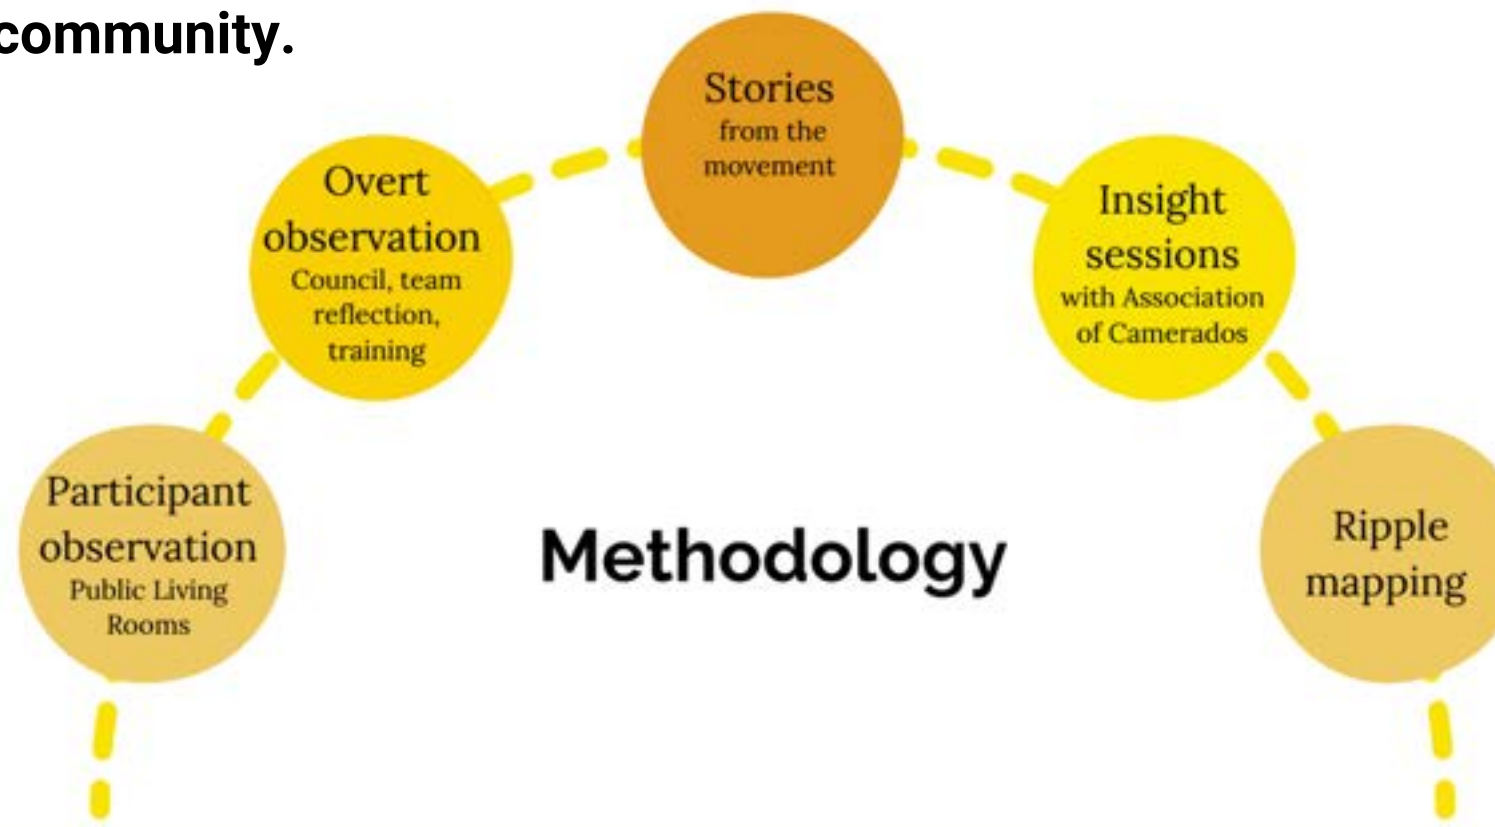 community.
Stories
from the
movement
Overt
observation
Council, team
reflection,
training
Insight
sessions
with Association
of Camerados
Participant
observation
Public Living
Rooms
Methodology
Ripple
mapping